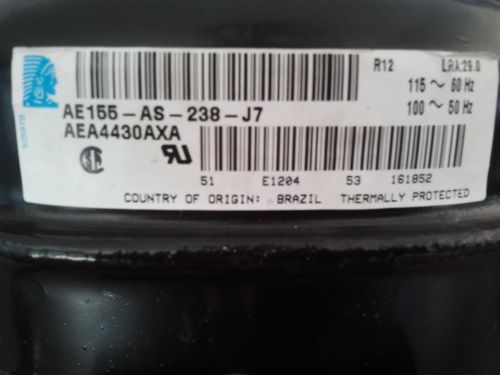 R12 LRA:29.0
115~ 60 Hz
100~ 50 Hz
AE155-AS-238-J7
AEA4430AXA
51 E1204 53 161852
COUNTRY OF ORIGIN: BRAZIL THERMALLY PROTECTED